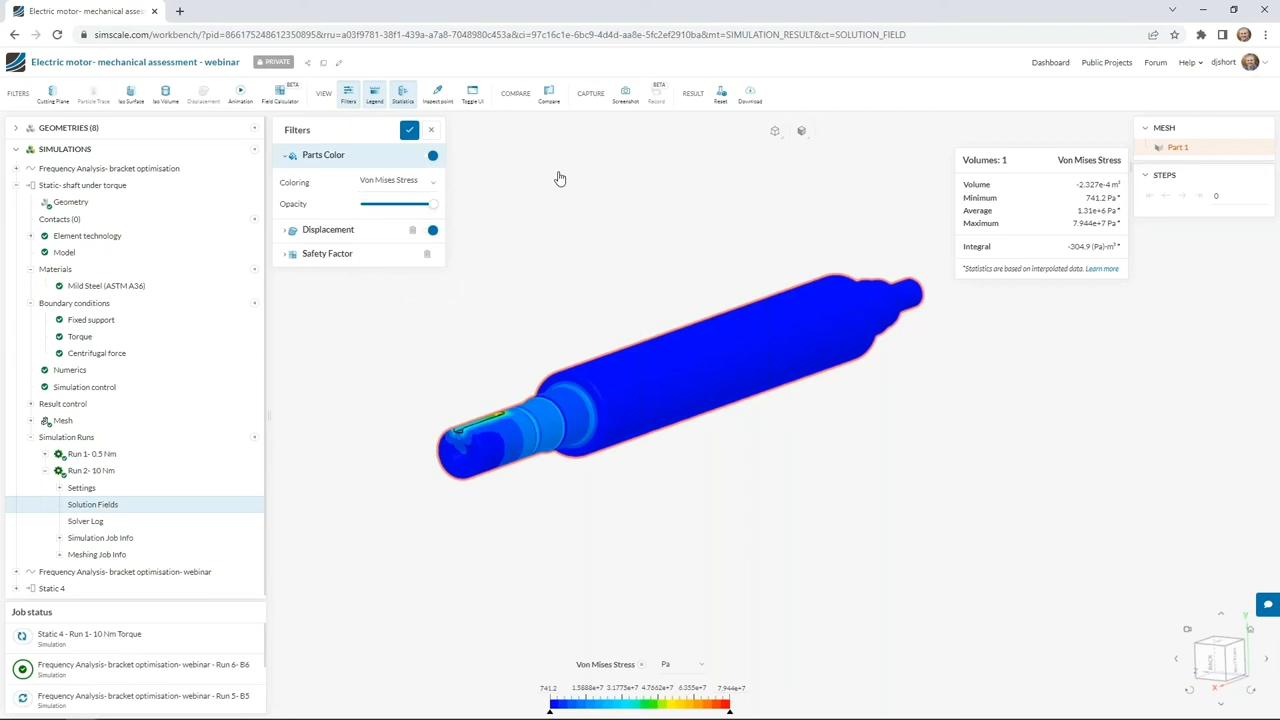 Electric motor- mechanical assessm
simscale.com/workbench/?pid=866175248612350895&rru=a03f9781-38f1-439a-a7a8-7048980c453a&ci=97c16c1e-6bc9-4d4d-aa8e-5fc2ef2910ba&mt=SIMULATION_RESULT&ct=SOLUTION_FIELD
Electric motor- mechanical assessment - webinar
PRIVATE
Dashboard
Public Projects
Forum
Help
djshort
FILTERS
Cutting Plane
Particle Trace
Iso Surface
Iso Volume
Displacement
Animation
BETA
Field Calculator
VIEW
Filters
Legend
Statistics
Inspect point
Toggle UI
COMPARE
Compare
CAPTURE
Screenshot
BETA
Record
RESULT
Reset
Download
GEOMETRIES (8)
SIMULATIONS
Frequency Analysis- bracket optimisation
Static- shaft under torque
Geometry
Contacts (0)
Element technology
Model
Materials
Mild Steel (ASTM A36)
Boundary conditions
Fixed support
Torque
Centrifugal force
Numerics
Simulation control
Result control
Mesh
Simulation Runs
Run 1- 0.5 Nm
Run 2- 10 Nm
Settings
Solution Fields
Solver Log
Simulation Job Info
Meshing Job Info
Frequency Analysis- bracket optimisation- webinar
Static 4
Job status
Static 4 - Run 1- 10 Nm Torque
Simulation
Frequency Analysis- bracket optimisation- webinar - Run 6- B6
Simulation
Frequency Analysis- bracket optimisation- webinar - Run 5- B5
Simulation
Filters
Parts Color
Coloring
Von Mises Stress
Opacity
Displacement
Safety Factor
Volumes: 1
Von Mises Stress
Volume
-2.327e-4 m³
Minimum
741.2 Pa*
Average
1.31e+6 Pa*
Maximum
7.944e+7 Pa*
Integral
-304.9 (Pa)·m³ *
*Statistics are based on interpolated data. Learn more
MESH
Part 1
STEPS
0
Von Mises Stress
Pa
741.2
1.5888e+7
3.1775e+7
4.7662e+7
6.355e+7
7.944e+7
BACK
Y
X